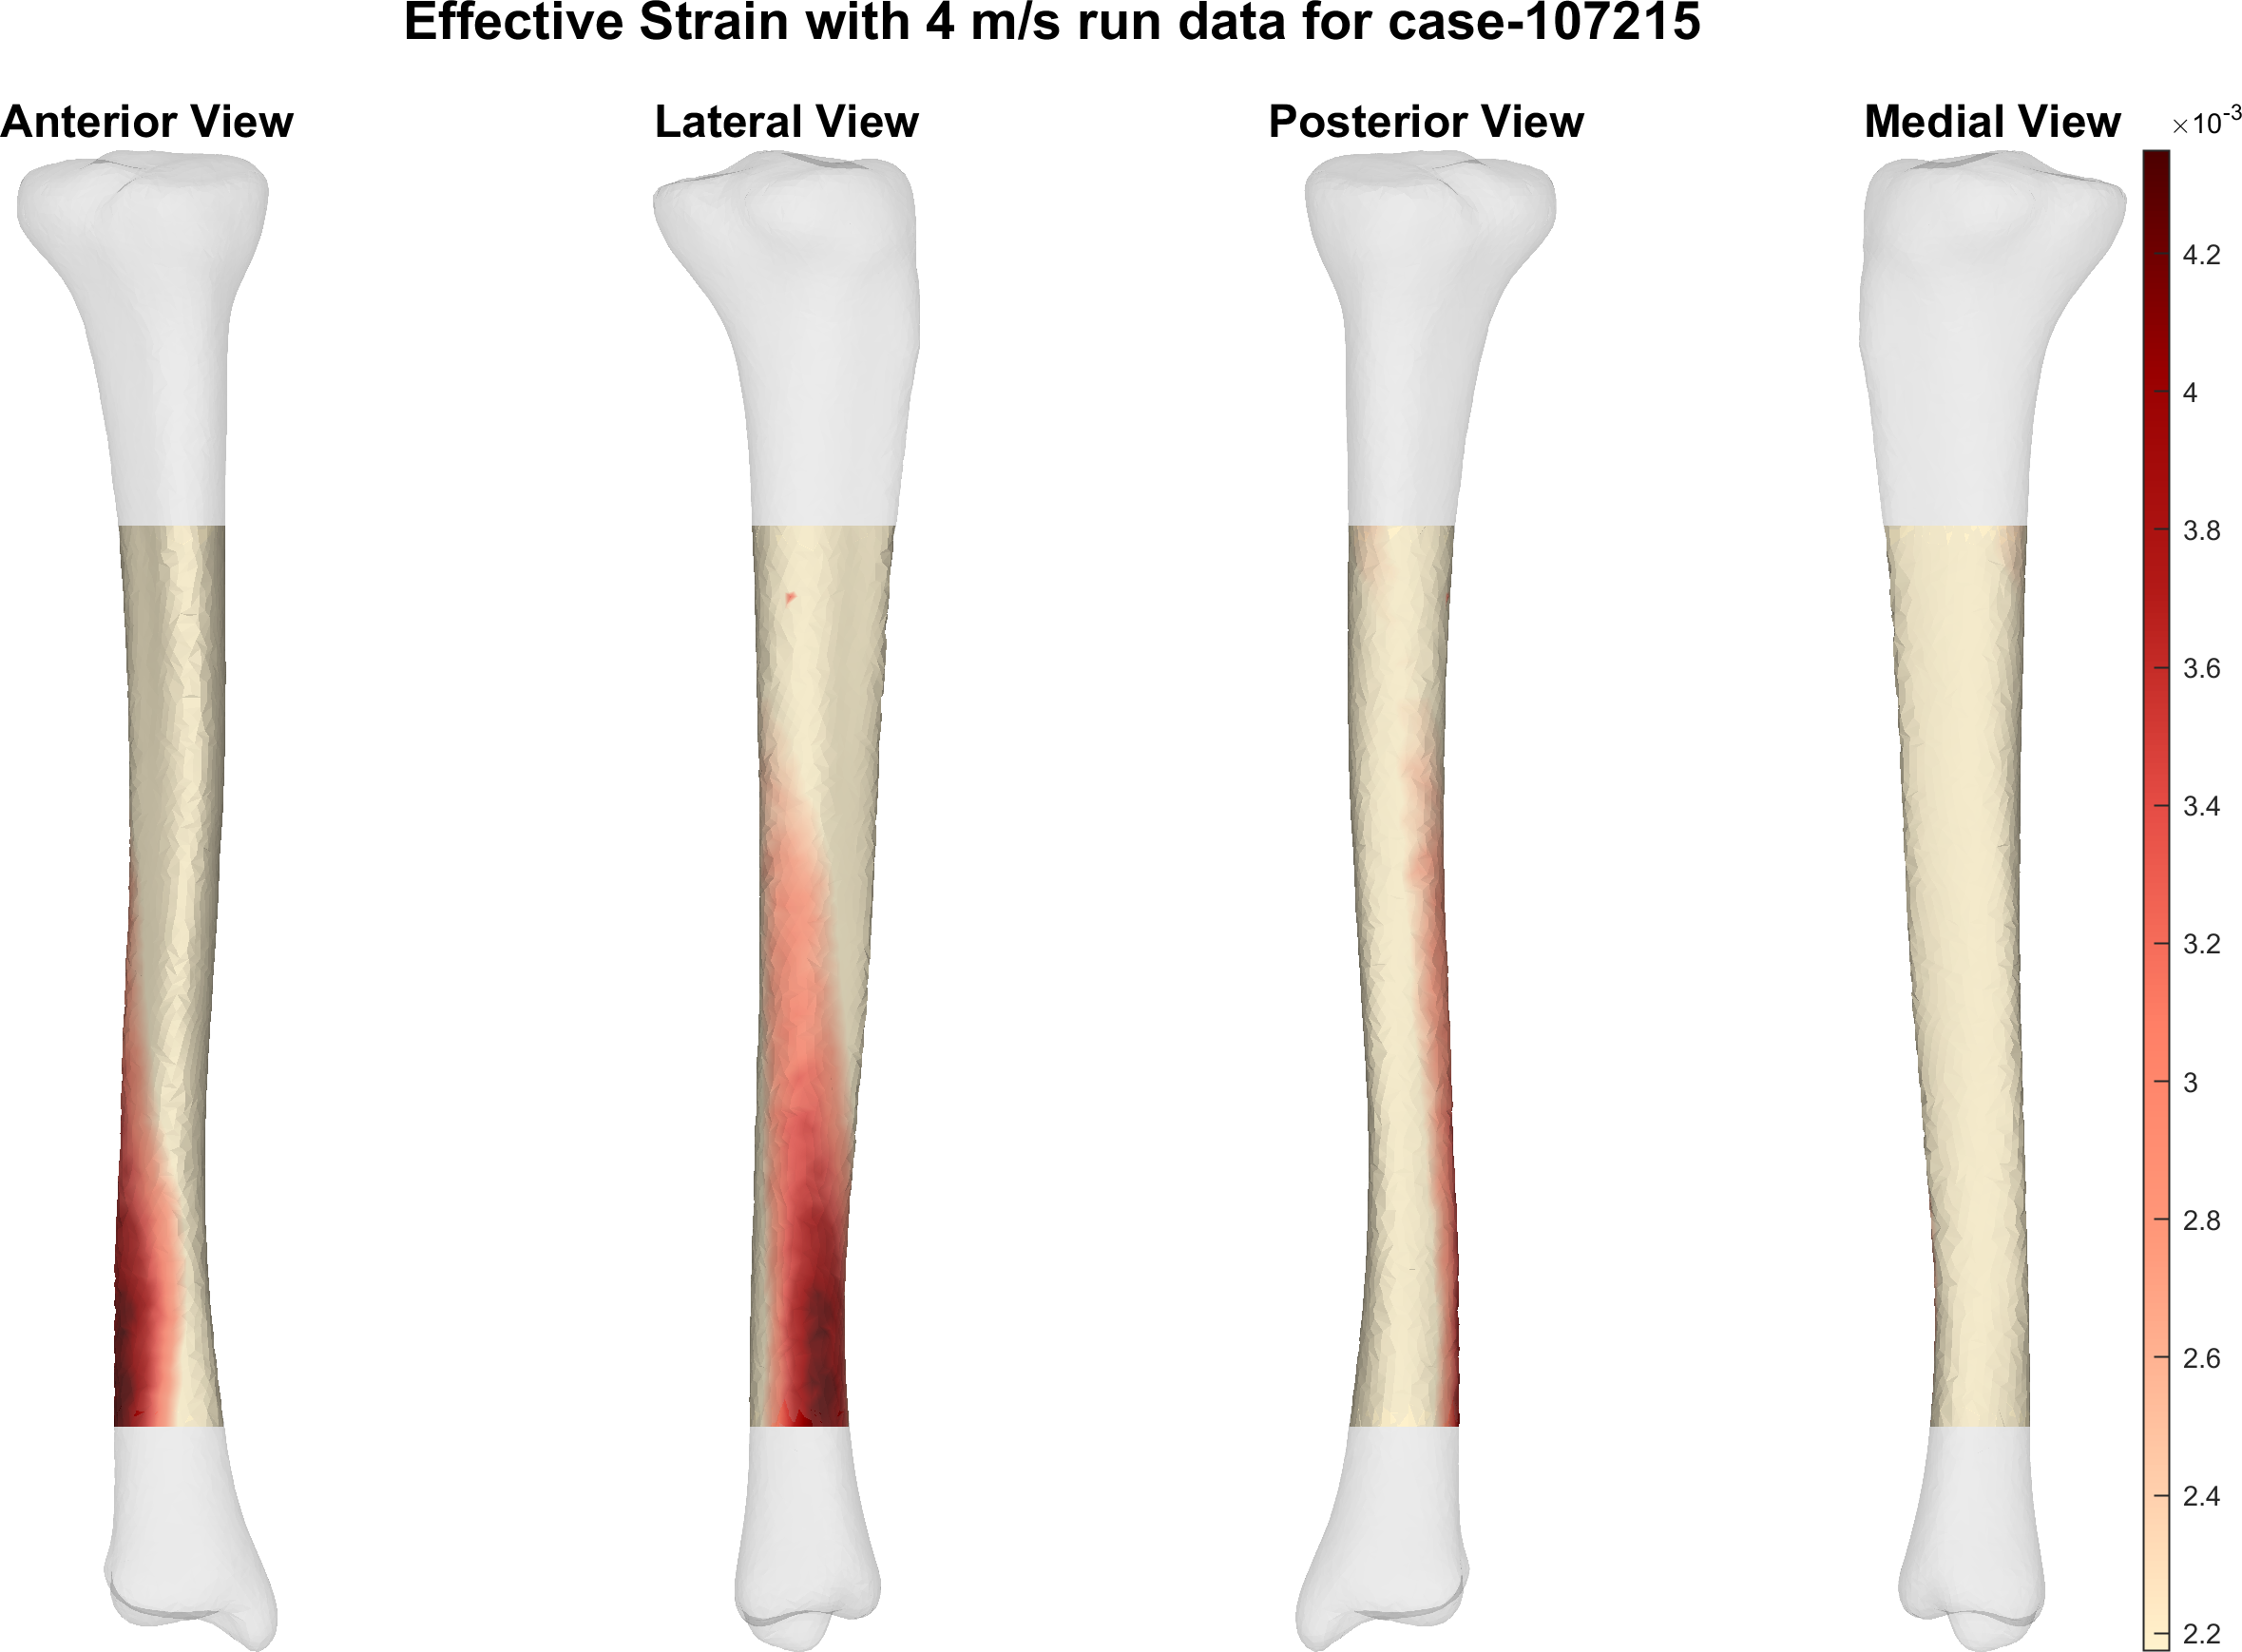 Effective Strain with 4 m/s run data for case-107215
Anterior View
Lateral View
Posterior View
Medial View
×10-3
4.2
4
3.8
3.6
3.4
3.2
3
2.8
2.6
2.4
2.2